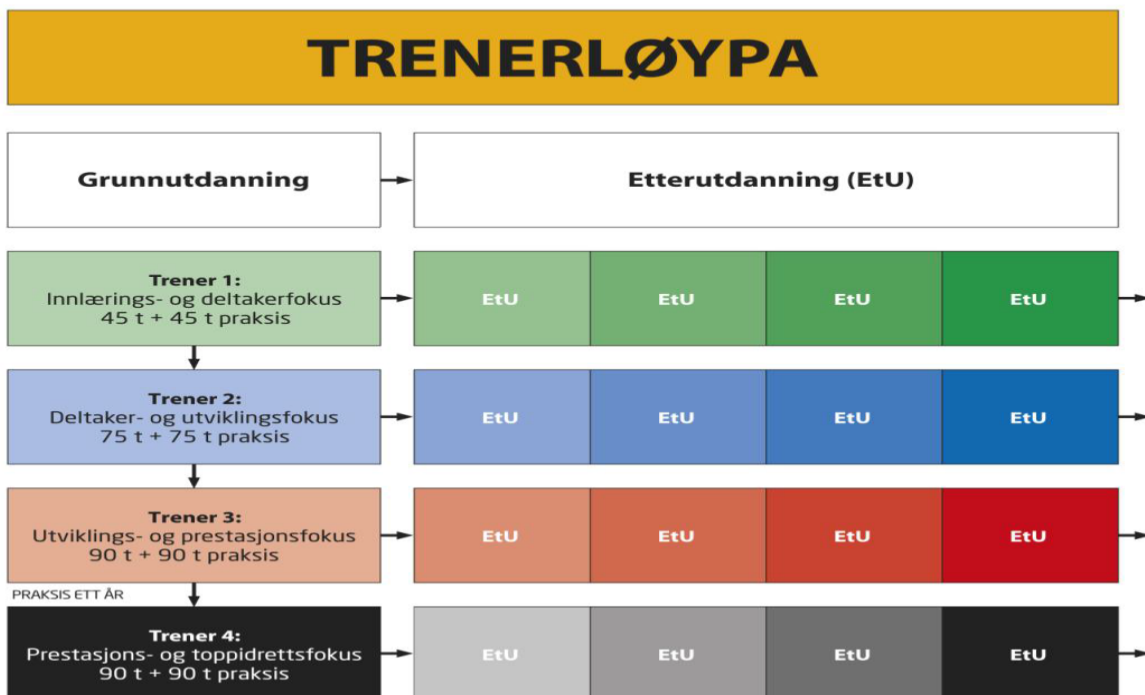 TRENERLØYPA
Grunnutdanning
Etterutdanning (EtU)
Trener 1:
Innlærings- og deltakerfokus
45 t + 45 t praksis
EtU
EtU
EtU
EtU
Trener 2:
Deltaker- og utviklingsfokus
75 t + 75 t praksis
EtU
EtU
EtU
EtU
Trener 3:
Utviklings- og prestasjonsfokus
90 t + 90 t praksis
EtU
EtU
EtU
EtU
PRAKSIS ETT ÅR
Trener 4:
Prestasjons- og toppidrettsfokus
90 t + 90 t praksis
EtU
EtU
EtU
EtU